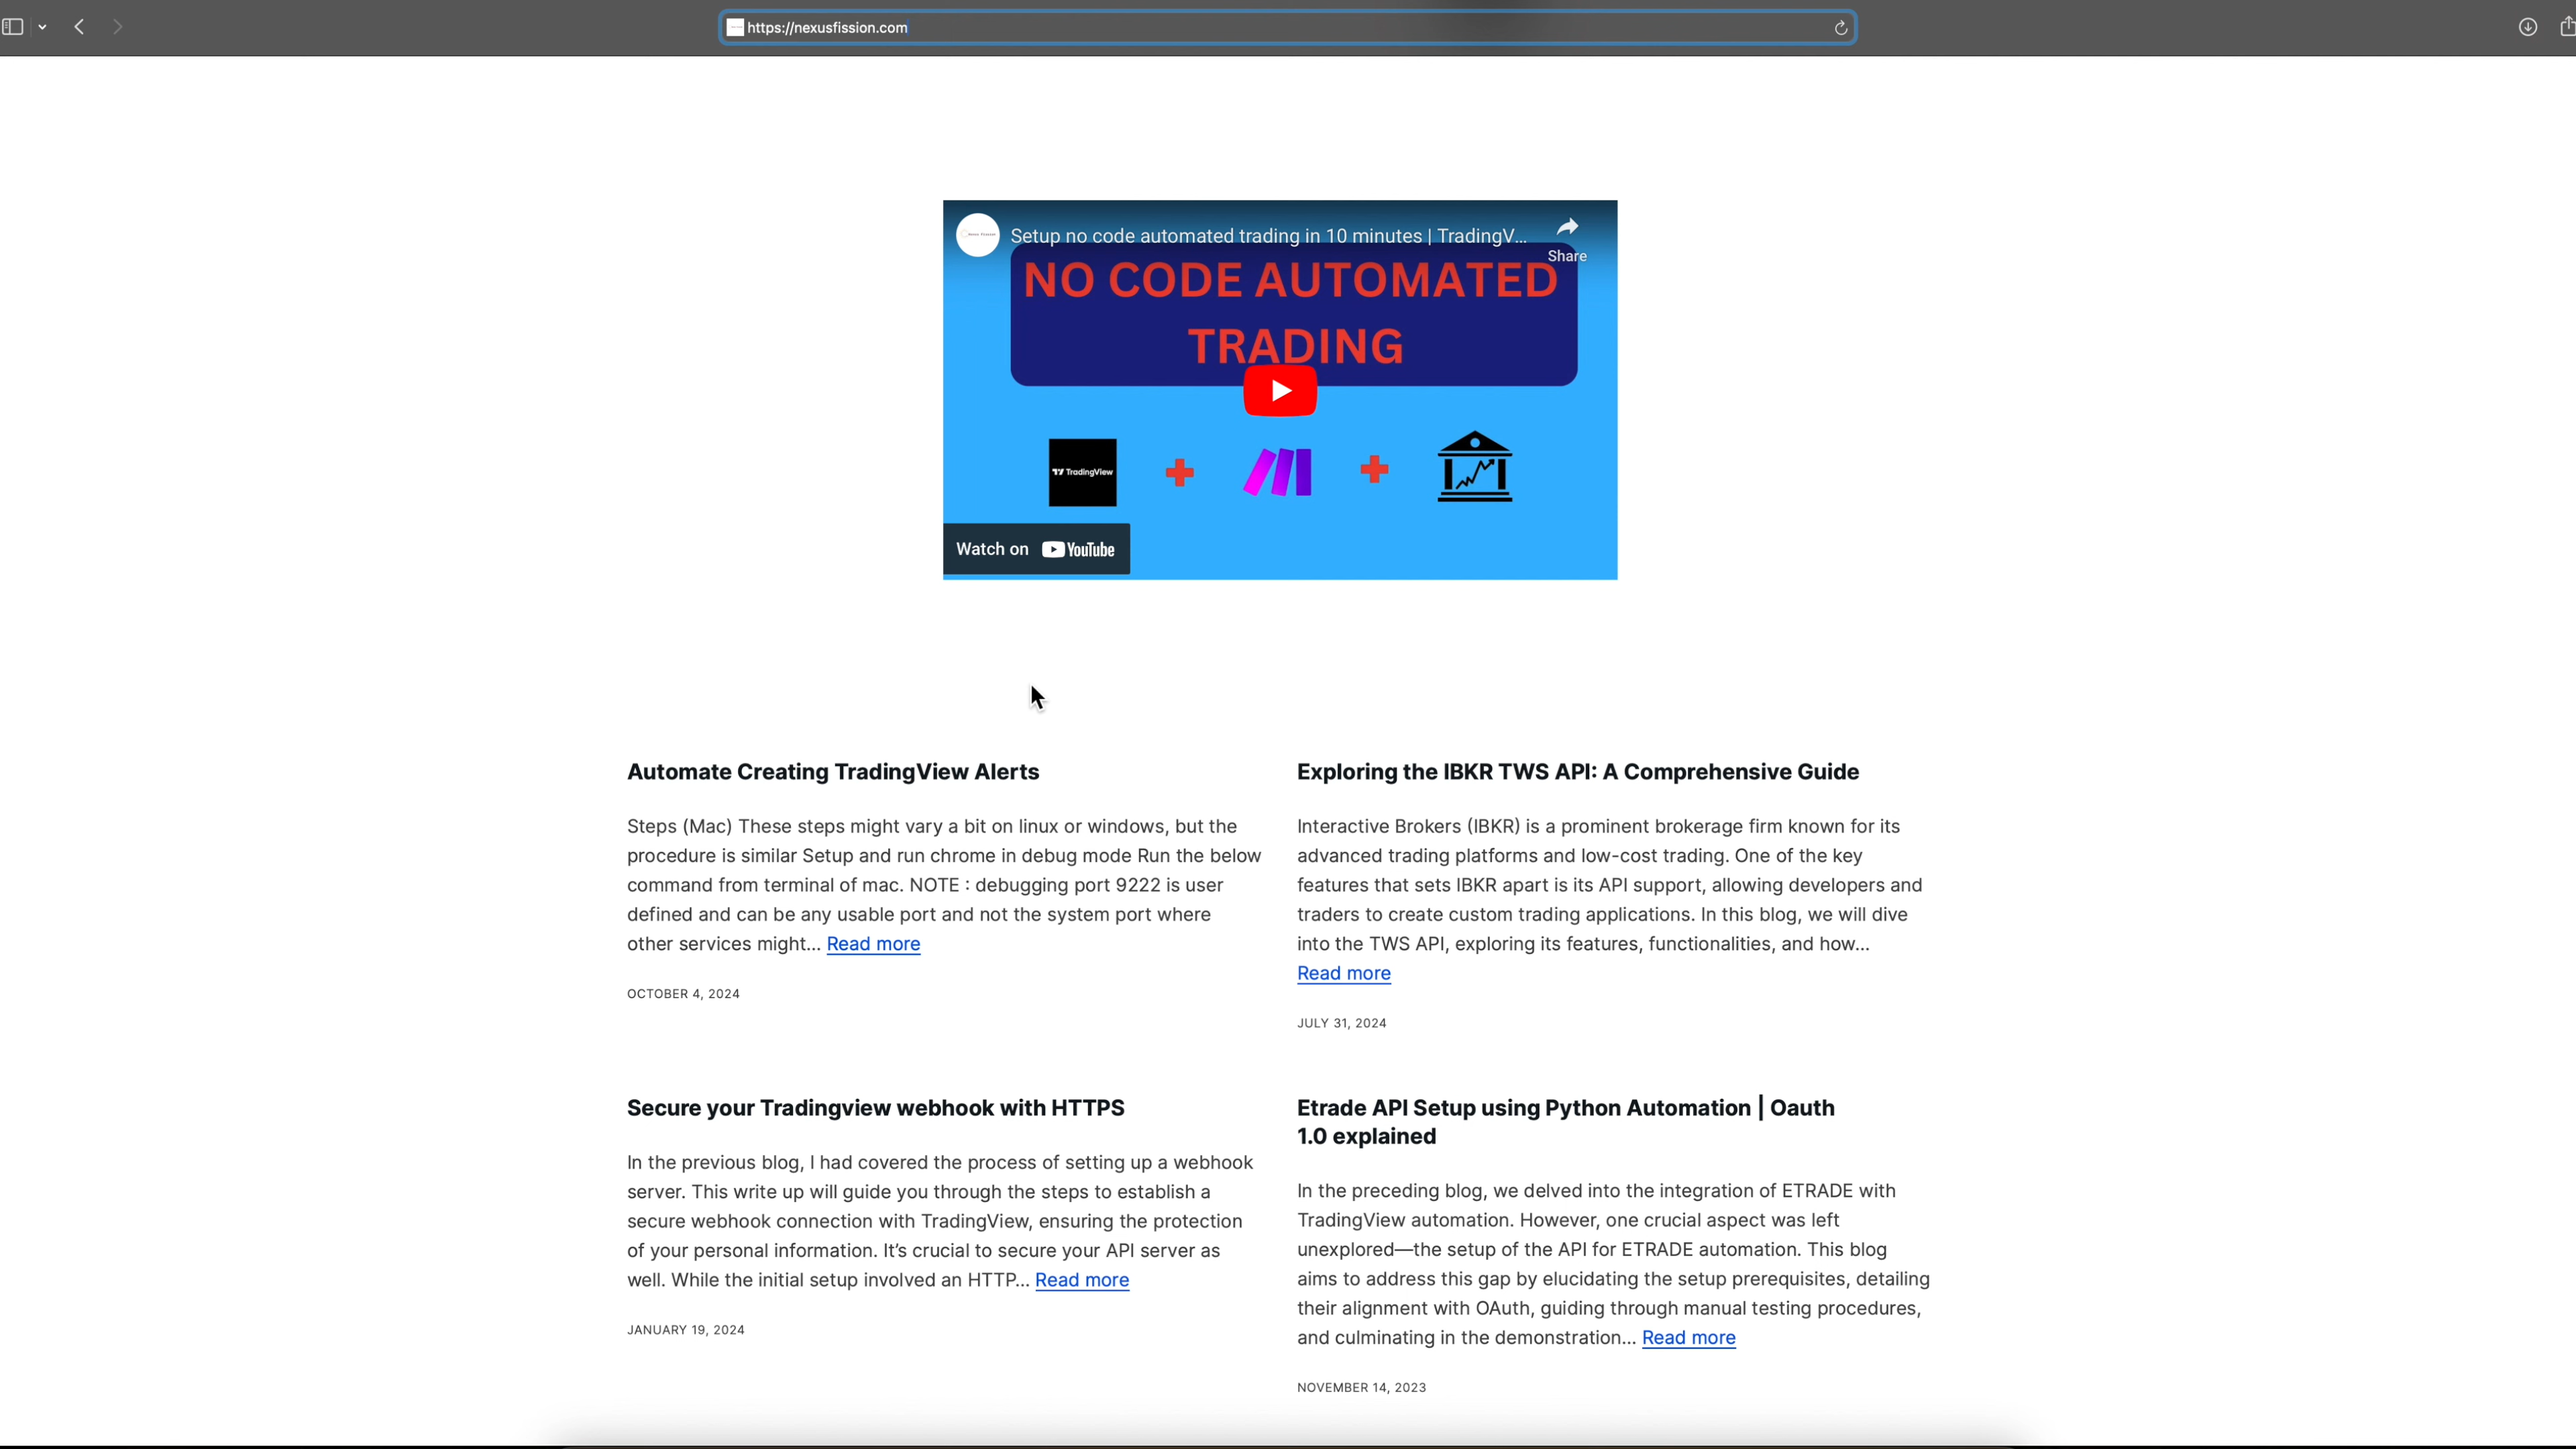 https://nexusfission.com
Setup no code automated trading in 10 minutes | TradingV...
Share
NO CODE AUTOMATED
TRADING
TradingView
Watch on YouTube
Automate Creating TradingView Alerts
Steps (Mac) These steps might vary a bit on linux or windows, but the
procedure is similar Setup and run chrome in debug mode Run the below
command from terminal of mac. NOTE : debugging port 9222 is user
defined and can be any usable port and not the system port where
other services might... Read more
OCTOBER 4, 2024
Exploring the IBKR TWS API: A Comprehensive Guide
Interactive Brokers (IBKR) is a prominent brokerage firm known for its
advanced trading platforms and low-cost trading. One of the key
features that sets IBKR apart is its API support, allowing developers and
traders to create custom trading applications. In this blog, we will dive
into the TWS API, exploring its features, functionalities, and how...
Read more
JULY 31, 2024
Secure your Tradingview webhook with HTTPS
In the previous blog, I had covered the process of setting up a webhook
server. This write up will guide you through the steps to establish a
secure webhook connection with TradingView, ensuring the protection
of your personal information. It’s crucial to secure your API server as
well. While the initial setup involved an HTTP... Read more
JANUARY 19, 2024
Etrade API Setup using Python Automation | Oauth
1.0 explained
In the preceding blog, we delved into the integration of ETRADE with
TradingView automation. However, one crucial aspect was left
unexplored—the setup of the API for ETRADE automation. This blog
aims to address this gap by elucidating the setup prerequisites, detailing
their alignment with OAuth, guiding through manual testing procedures,
and culminating in the demonstration... Read more
NOVEMBER 14, 2023